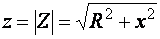 z = |Z| = √(R² + x²)